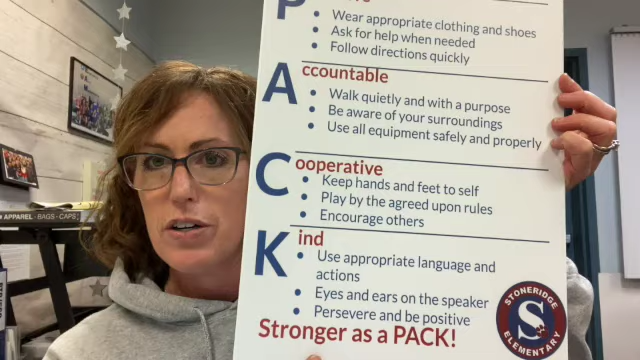 P
• Wear appropriate clothing and shoes
• Ask for help when needed
• Follow directions quickly
Accountable
• Walk quietly and with a purpose
• Be aware of your surroundings
• Use all equipment safely and properly
Cooperative
• Keep hands and feet to self
• Play by the agreed upon rules
• Encourage others
Kind
• Use appropriate language and
actions
• Eyes and ears on the speaker
• Persevere and be positive
Stronger as a PACK!
STONERIDGE
S
ELEMENTARY
APPAREL · BAGS · CAPS